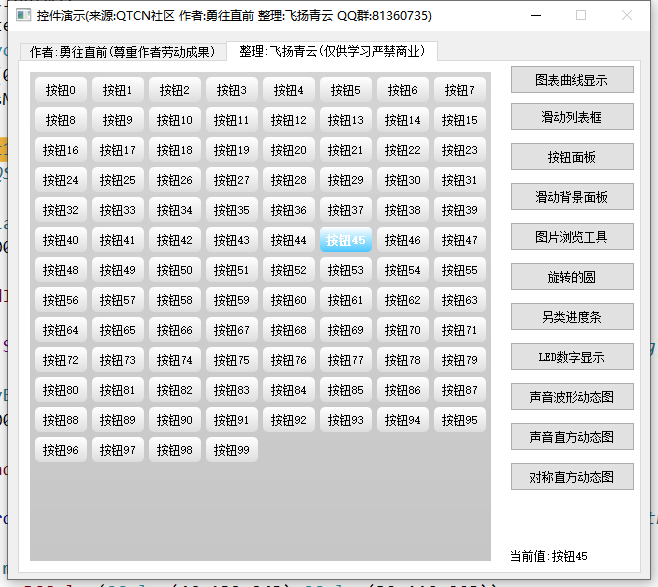 控件演示(来源:QTCN社区 作者:勇往直前 整理:飞扬青云 QQ群:81360735)
作者:勇往直前(尊重作者劳动成果) 整理:飞扬青云(仅供学习严禁商业)
按钮0 按钮1 按钮2 按钮3 按钮4 按钮5 按钮6 按钮7
按钮8 按钮9 按钮10 按钮11 按钮12 按钮13 按钮14 按钮15
按钮16 按钮17 按钮18 按钮19 按钮20 按钮21 按钮22 按钮23
按钮24 按钮25 按钮26 按钮27 按钮28 按钮29 按钮30 按钮31
按钮32 按钮33 按钮34 按钮35 按钮36 按钮37 按钮38 按钮39
按钮40 按钮41 按钮42 按钮43 按钮44 按钮45 按钮46 按钮47
按钮48 按钮49 按钮50 按钮51 按钮52 按钮53 按钮54 按钮55
按钮56 按钮57 按钮58 按钮59 按钮60 按钮61 按钮62 按钮63
按钮64 按钮65 按钮66 按钮67 按钮68 按钮69 按钮70 按钮71
按钮72 按钮73 按钮74 按钮75 按钮76 按钮77 按钮78 按钮79
按钮80 按钮81 按钮82 按钮83 按钮84 按钮85 按钮86 按钮87
按钮88 按钮89 按钮90 按钮91 按钮92 按钮93 按钮94 按钮95
按钮96 按钮97 按钮98 按钮99
图表曲线显示
滑动列表框
按钮面板
滑动背景面板
图片浏览工具
旋转的圆
另类进度条
LED数字显示
声音波形动态图
声音直方动态图
对称直方动态图
当前值:按钮45